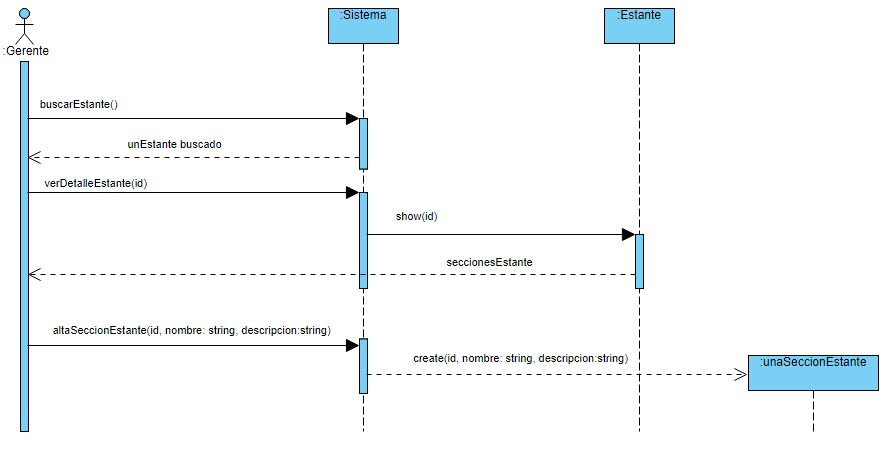 :Gerente
:Sistema
:Estante
buscarEstante()
unEstante buscado
verDetalleEstante(id)
show(id)
seccionesEstante
altaSeccionEstante(id, nombre: string, descripcion:string)
create(id, nombre: string, descripcion:string)
:unaSeccionEstante